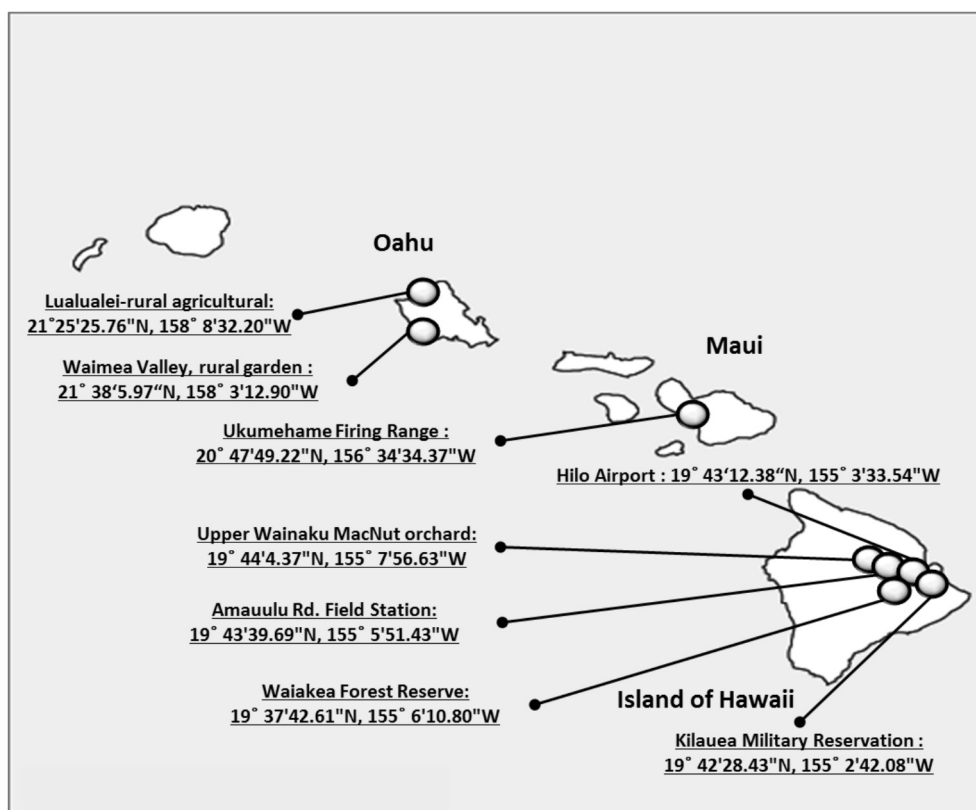 Oahu
Lualualei-rural agricultural:
21˚25'25.76"N, 158˚ 8'32.20"W
Waimea Valley, rural garden :
21˚ 38‘5.97“N, 158˚ 3'12.90"W
Maui
Ukumehame Firing Range :
20˚ 47'49.22"N, 156˚ 34'34.37"W
Hilo Airport : 19˚ 43‘12.38“N, 155˚ 3'33.54"W
Upper Wainaku MacNut orchard:
19˚ 44'4.37"N, 155˚ 7'56.63"W
Amauulu Rd. Field Station:
19˚ 43'39.69"N, 155˚ 5'51.43"W
Waiakea Forest Reserve:
19˚ 37'42.61"N, 155˚ 6'10.80"W
Island of Hawaii
Kilauea Military Reservation :
19˚ 42'28.43"N, 155˚ 2'42.08"W